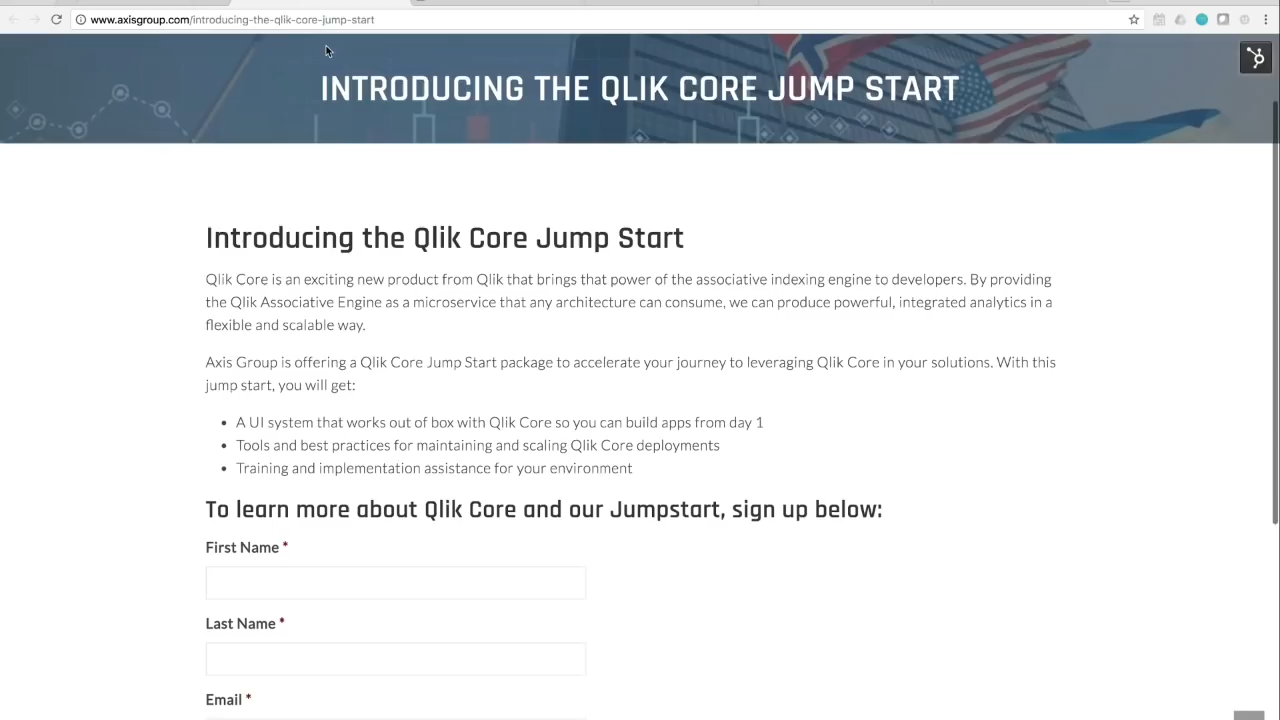 www.axisgroup.com/introducing-the-qlik-core-jump-start
INTRODUCING THE QLIK CORE JUMP START
Introducing the Qlik Core Jump Start
Qlik Core is an exciting new product from Qlik that brings that power of the associative indexing engine to developers. By providing
the Qlik Associative Engine as a microservice that any architecture can consume, we can produce powerful, integrated analytics in a
flexible and scalable way.
Axis Group is offering a Qlik Core Jump Start package to accelerate your journey to leveraging Qlik Core in your solutions. With this
jump start, you will get:
• A UI system that works out of box with Qlik Core so you can build apps from day 1
• Tools and best practices for maintaining and scaling Qlik Core deployments
• Training and implementation assistance for your environment
To learn more about Qlik Core and our Jumpstart, sign up below:
First Name *
Last Name *
Email *